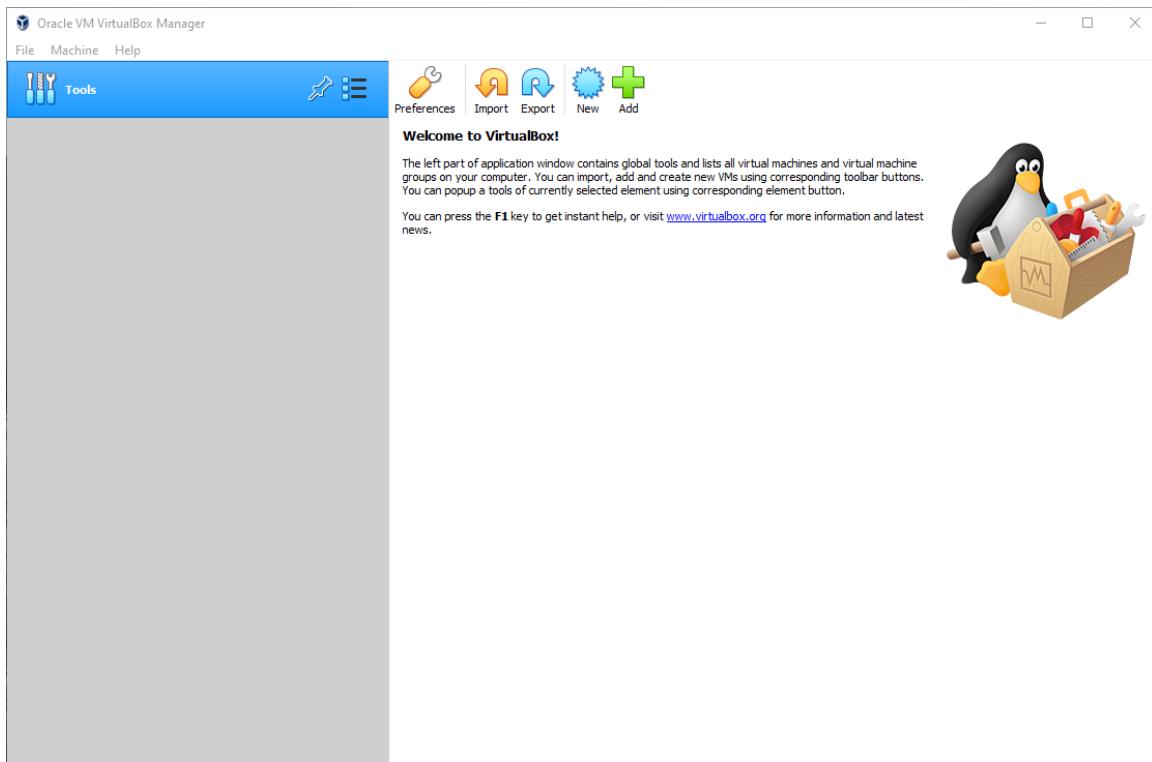 Oracle VM VirtualBox Manager
File Machine Help
Tools
Preferences Import Export New Add
Welcome to VirtualBox!
The left part of application window contains global tools and lists all virtual machines and virtual machine
groups on your computer. You can import, add and create new VMs using corresponding toolbar buttons.
You can popup a tools of currently selected element using corresponding element button.
You can press the F1 key to get instant help, or visit www.virtualbox.org for more information and latest
news.